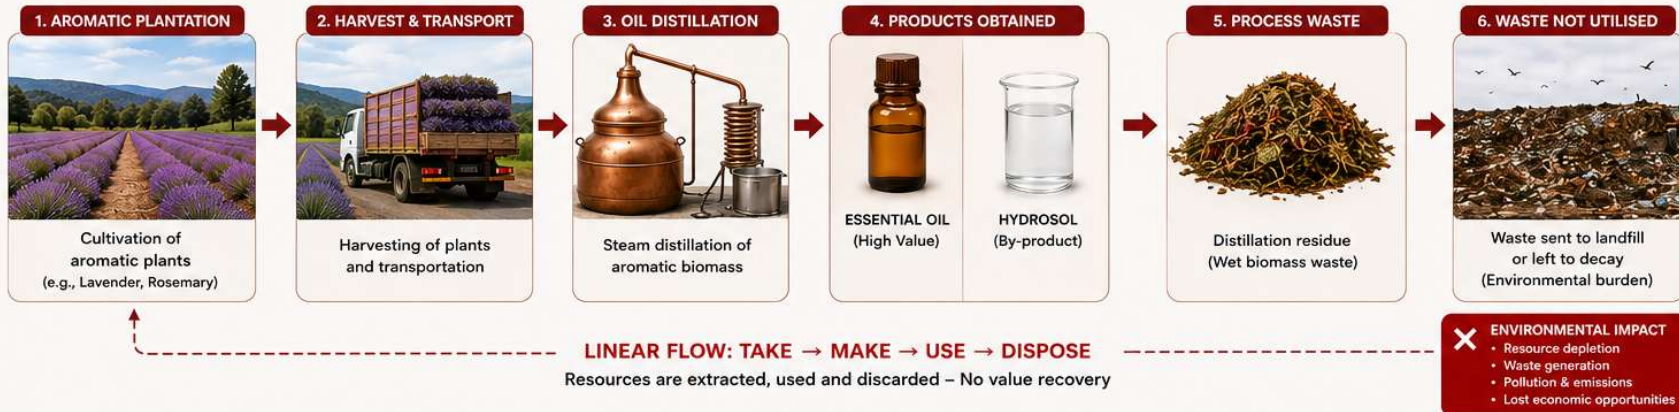 1. AROMATIC PLANTATION
2. HARVEST & TRANSPORT
3. OIL DISTILLATION
4. PRODUCTS OBTAINED
5. PROCESS WASTE
6. WASTE NOT UTILISED
Cultivation of
aromatic plants
(e.g., Lavender, Rosemary)
Harvesting of plants
and transportation
Steam distillation of
aromatic biomass
ESSENTIAL OIL
(High Value)
HYDROSOL
(By-product)
Distillation residue
(Wet biomass waste)
Waste sent to landfill
or left to decay
(Environmental burden)
LINEAR FLOW: TAKE → MAKE → USE → DISPOSE
Resources are extracted, used and discarded – No value recovery
ENVIRONMENTAL IMPACT
• Resource depletion
• Waste generation
• Pollution & emissions
• Lost economic opportunities